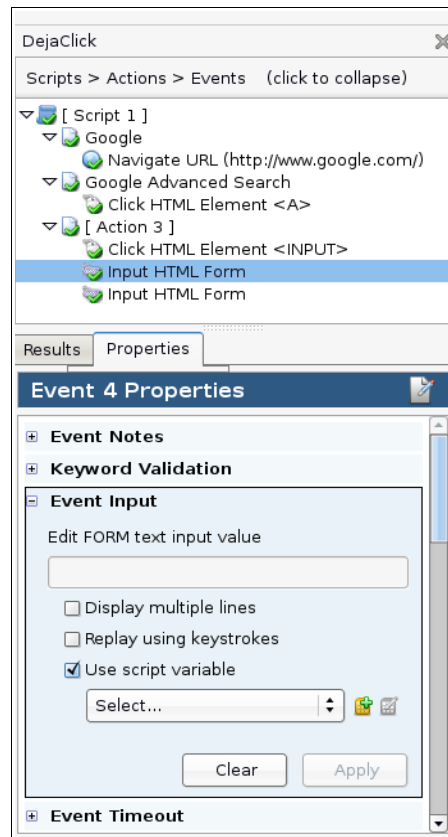 DejaClick
Scripts > Actions > Events (click to collapse)
[ Script 1 ]
Google
Navigate URL (http://www.google.com/)
Google Advanced Search
Click HTML Element <A>
[ Action 3 ]
Click HTML Element <INPUT>
Input HTML Form
Input HTML Form
Results Properties
Event 4 Properties
Event Notes
Keyword Validation
Event Input
Edit FORM text input value
Display multiple lines
Replay using keystrokes
Use script variable
Select...
Clear Apply
Event Timeout